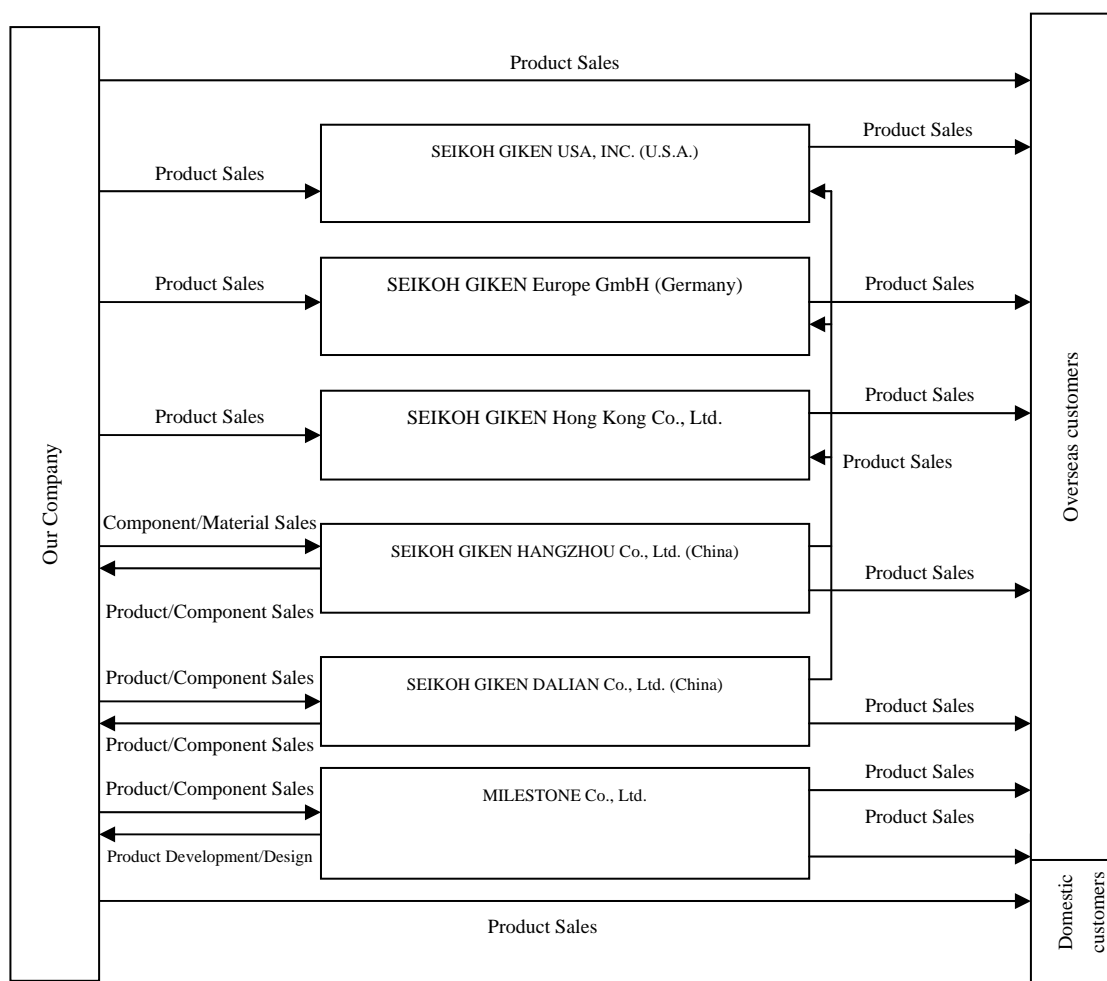 Product Sales
Product Sales
SEIKOH GIKEN USA, INC. (U.S.A.)
Product Sales
SEIKOH GIKEN Europe GmbH (Germany)
Product Sales
Product Sales
SEIKOH GIKEN Hong Kong Co., Ltd.
Product Sales
Product Sales
Product Sales
Our Company
Overseas customers
Component/Material Sales
SEIKOH GIKEN HANGZHOU Co., Ltd. (China)
Product Sales
Product/Component Sales
Product/Component Sales
SEIKOH GIKEN DALIAN Co., Ltd. (China)
Product Sales
Product/Component Sales
Product Sales
Product/Component Sales
MILESTONE Co., Ltd.
Product Sales
Product Development/Design
Domestic
customers
Product Sales